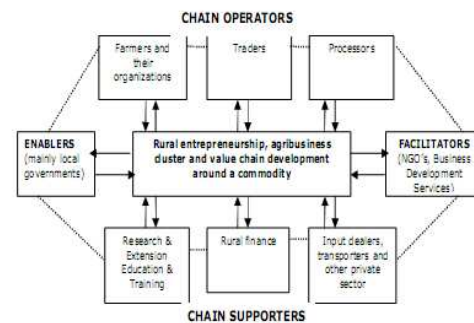 CHAIN OPERATORS
Farmers and
their
organizations
Traders
Processors
ENABLERS
(mainly local
governments)
Rural entrepreneurship, agribusiness
cluster and value chain development
around a commodity
FACILITATORS
(NGO's, Business
Development
Services)
Research &
Extension
Education &
Training
Rural finance
Input dealers,
transporters and
other private
sector
CHAIN SUPPORTERS